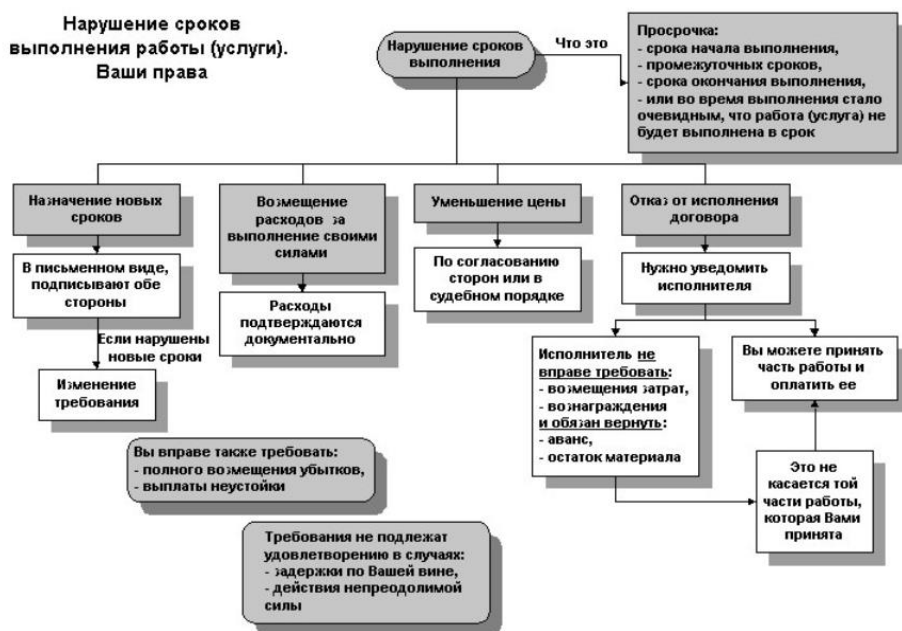 Нарушение сроков
выполнения работы (услуги).
Ваши права
Нарушение сроков
выполнения
Что это
Просрочка:
- срока начала выполнения,
- промежуточных сроков,
- срока окончания выполнения,
- или во время выполнения стало
очевидным, что работа (услуга) не
будет выполнена в срок
Назначение новых
сроков
В письменном виде,
подписывают обе
стороны
Если нарушены
новые сроки
Изменение
требования
Возмещение
расходов за
выполнение своими
силами
Расходы
подтверждаются
документально
Уменьшение цены
По согласованию
сторон или в
судебном порядке
Отказ от исполнения
договора
Нужно уведомить
исполнителя
Исполнитель не
вправе требовать:
- возмещения затрат,
- вознаграждения
и обязан вернуть:
- аванс,
- остаток материала
Вы можете принять
часть работы и
оплатить ее
Это не
касается той
части работы,
которая Вами
принята
Вы вправе также требовать:
- полного возмещения убытков,
- выплаты неустойки
Требования не подлежат
удовлетворению в случаях:
- задержки по Вашей вине,
- действия непреодолимой
силы